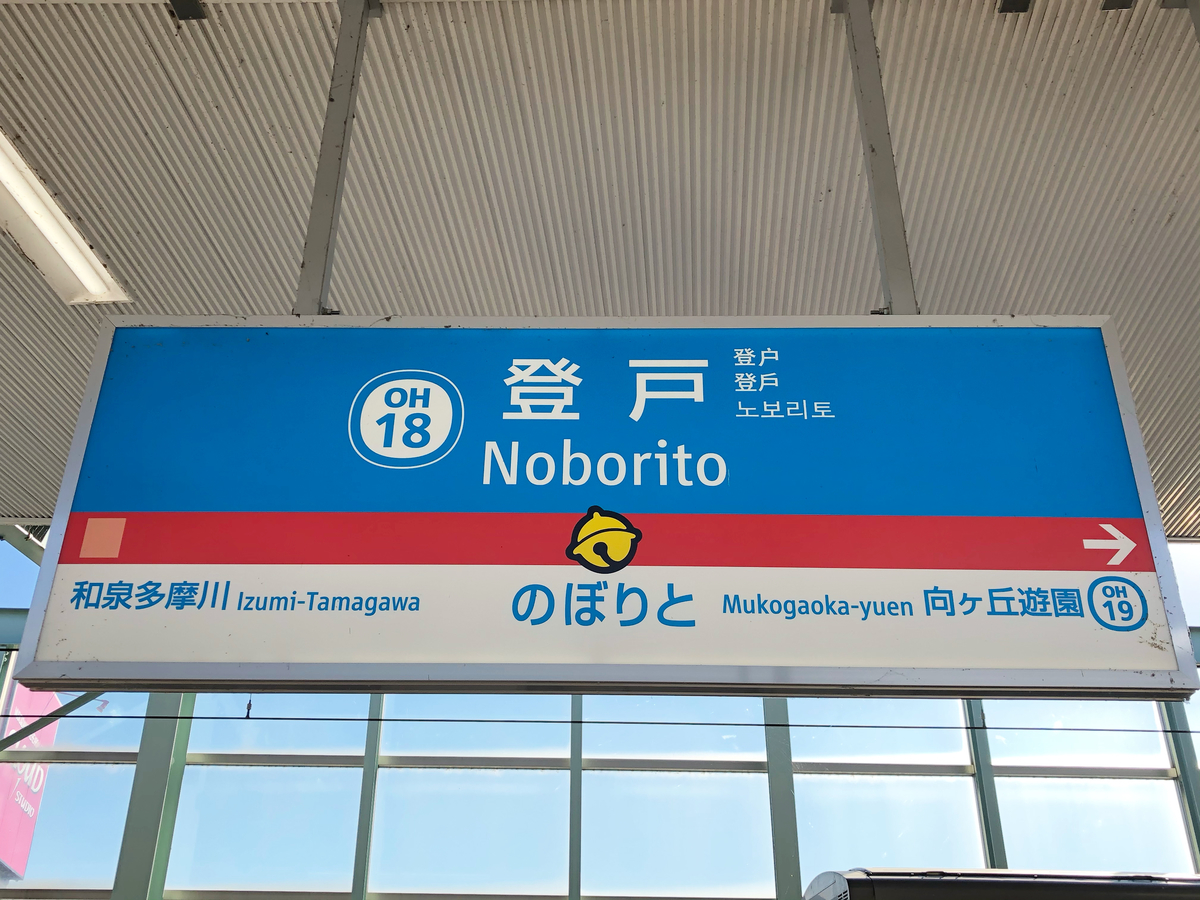 OH
18
登戸
登户
登戶
노보리토
Noborito
和泉多摩川 Izumi-Tamagawa
のぼりと
Mukogaoka-yuen 向ヶ丘遊園
OH
19
STUDIO